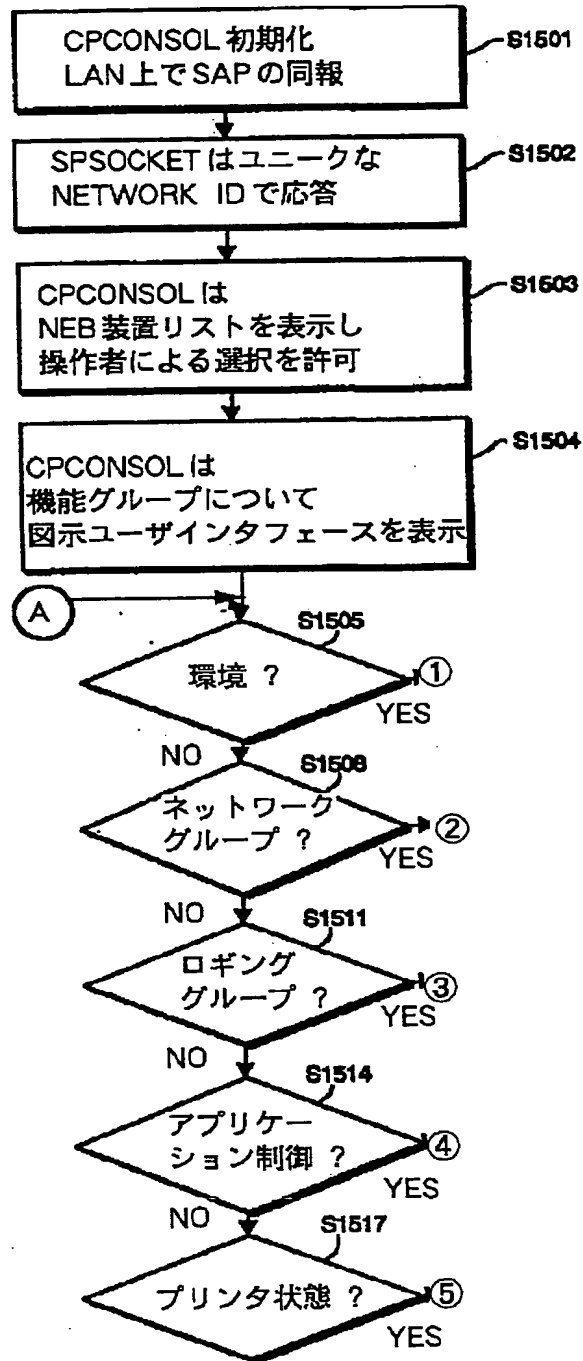 CPCONSOL初期化
LAN上でSAPの同報
S1501
SPSOCKETはユニークな
NETWORK IDで応答
S1502
CPCONSOLは
NEB装置リストを表示し
操作者による選択を許可
S1503
CPCONSOLは
機能グループについて
図示ユーザインタフェースを表示
S1504
A
S1505
環境 ?
①
YES
NO
S1508
ネットワーク
グループ ?
②
YES
NO
S1511
ロギング
グループ ?
③
YES
NO
S1514
アプリケー
ション制御 ?
④
YES
NO
S1517
プリンタ状態 ?
⑤
YES